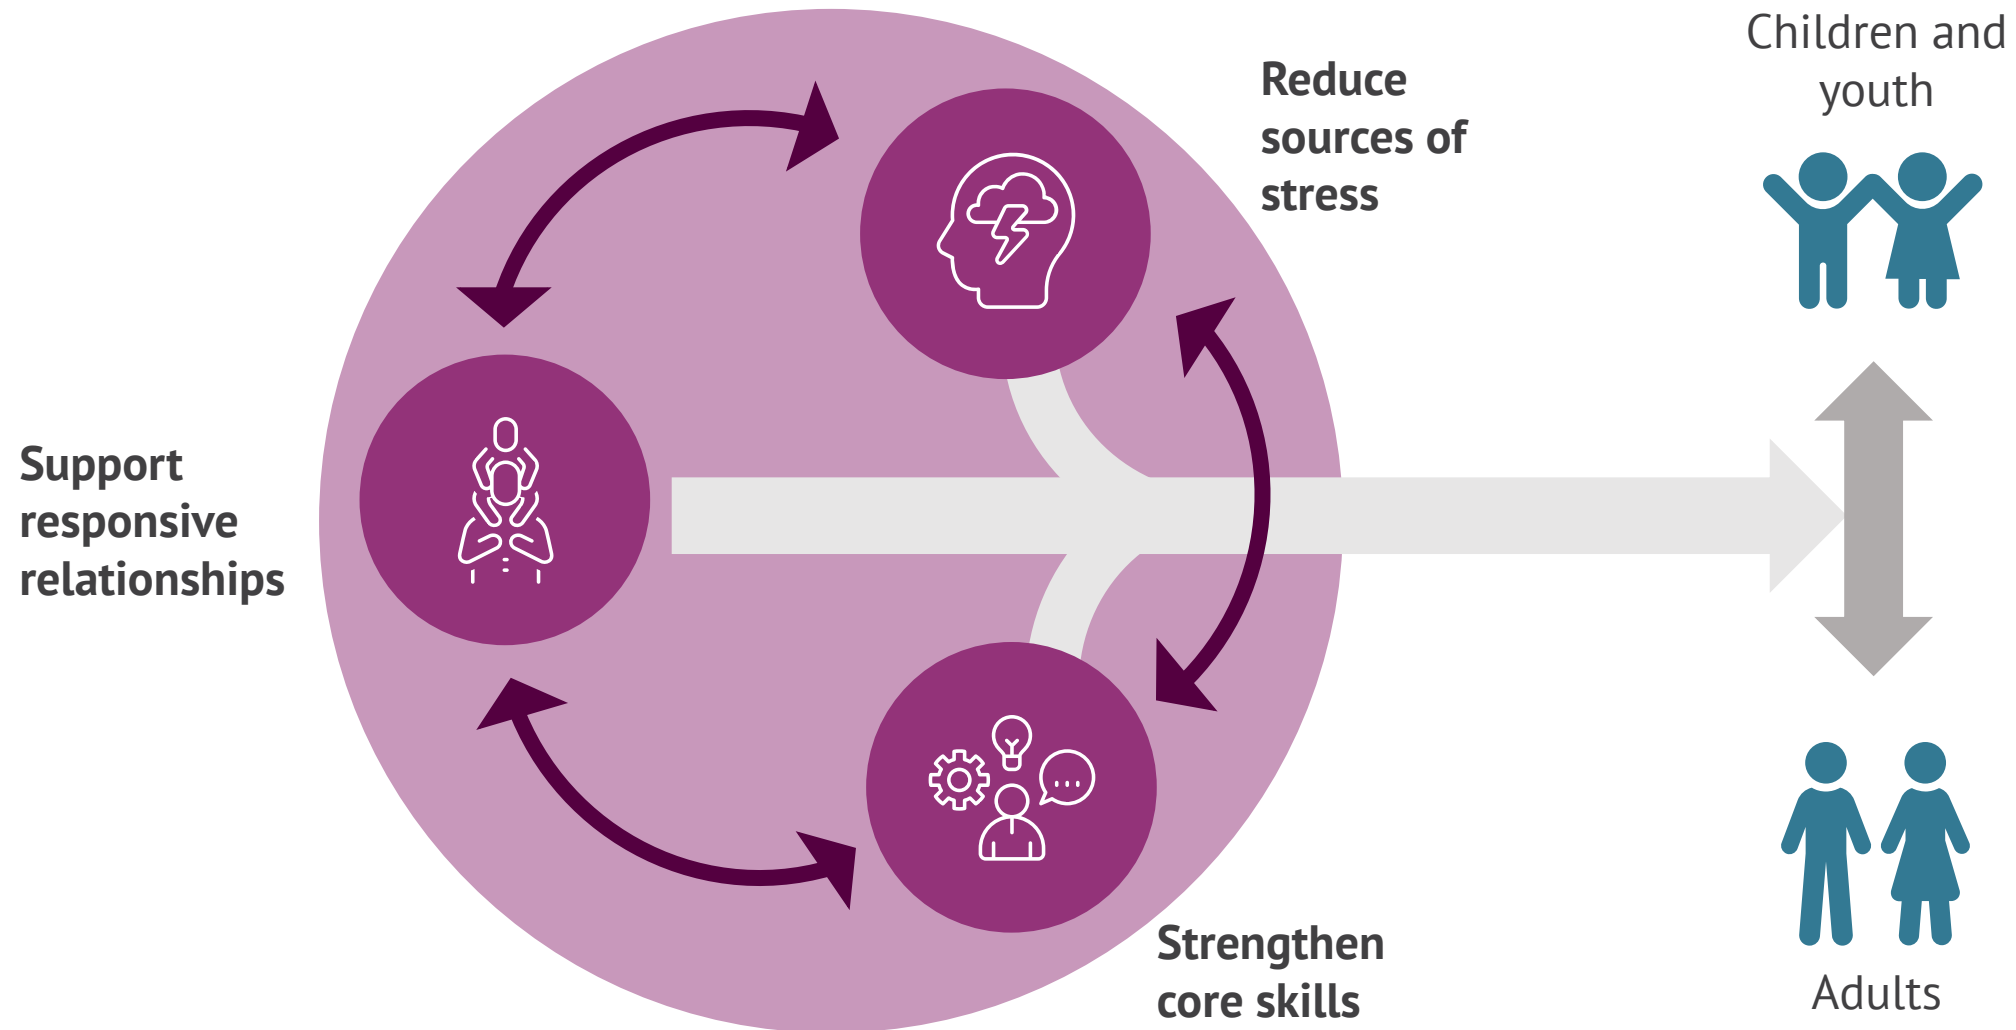 Children and
youth
Reduce
sources of
stress
Support
responsive
relationships
Strengthen
core skills
Adults